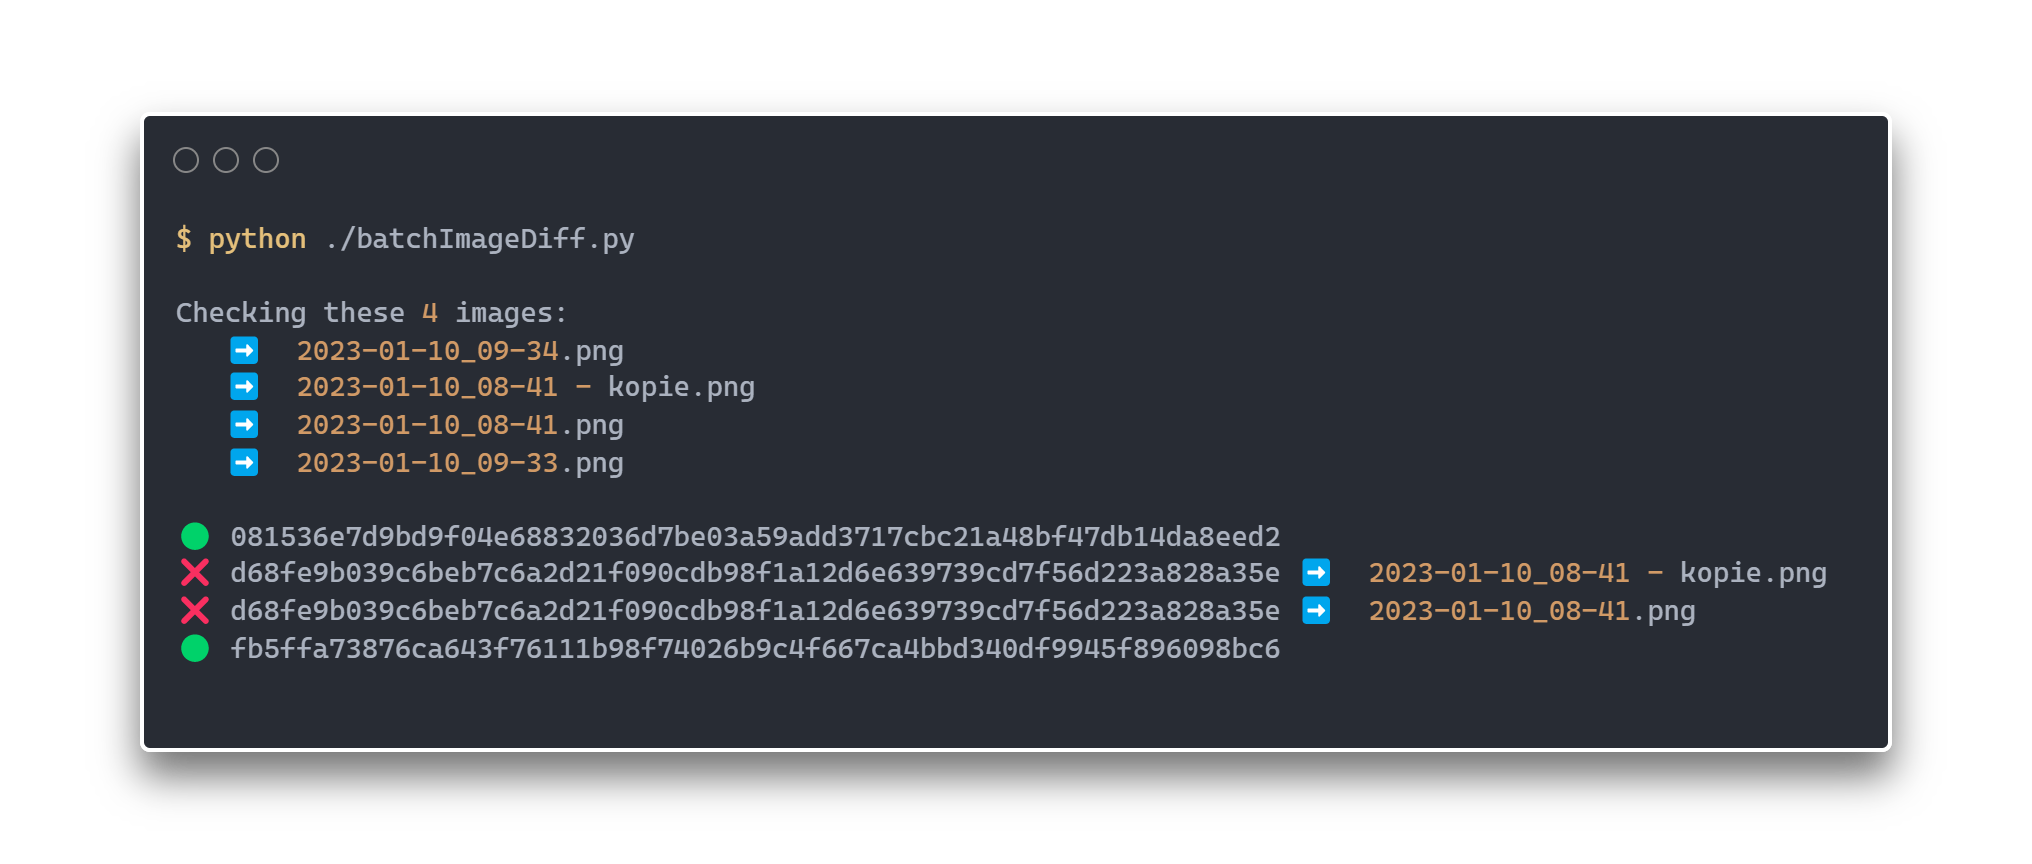 $ python ./batchImageDiff.py
Checking these 4 images:
➡ 2023-01-10_09-34.png
➡ 2023-01-10_08-41 - kopie.png
➡ 2023-01-10_08-41.png
➡ 2023-01-10_09-33.png
081536e7d9bd9f04e68832036d7be03a59add3717cbc21a48bf47db14da8eed2
❌ d68fe9b039c6beb7c6a2d21f090cdb98f1a12d6e639739cd7f56d223a828a35e ➡ 2023-01-10_08-41 - kopie.png
❌ d68fe9b039c6beb7c6a2d21f090cdb98f1a12d6e639739cd7f56d223a828a35e ➡ 2023-01-10_08-41.png
fb5ffa73876ca643f76111b98f74026b9c4f667ca4bbd340df9945f896098bc6